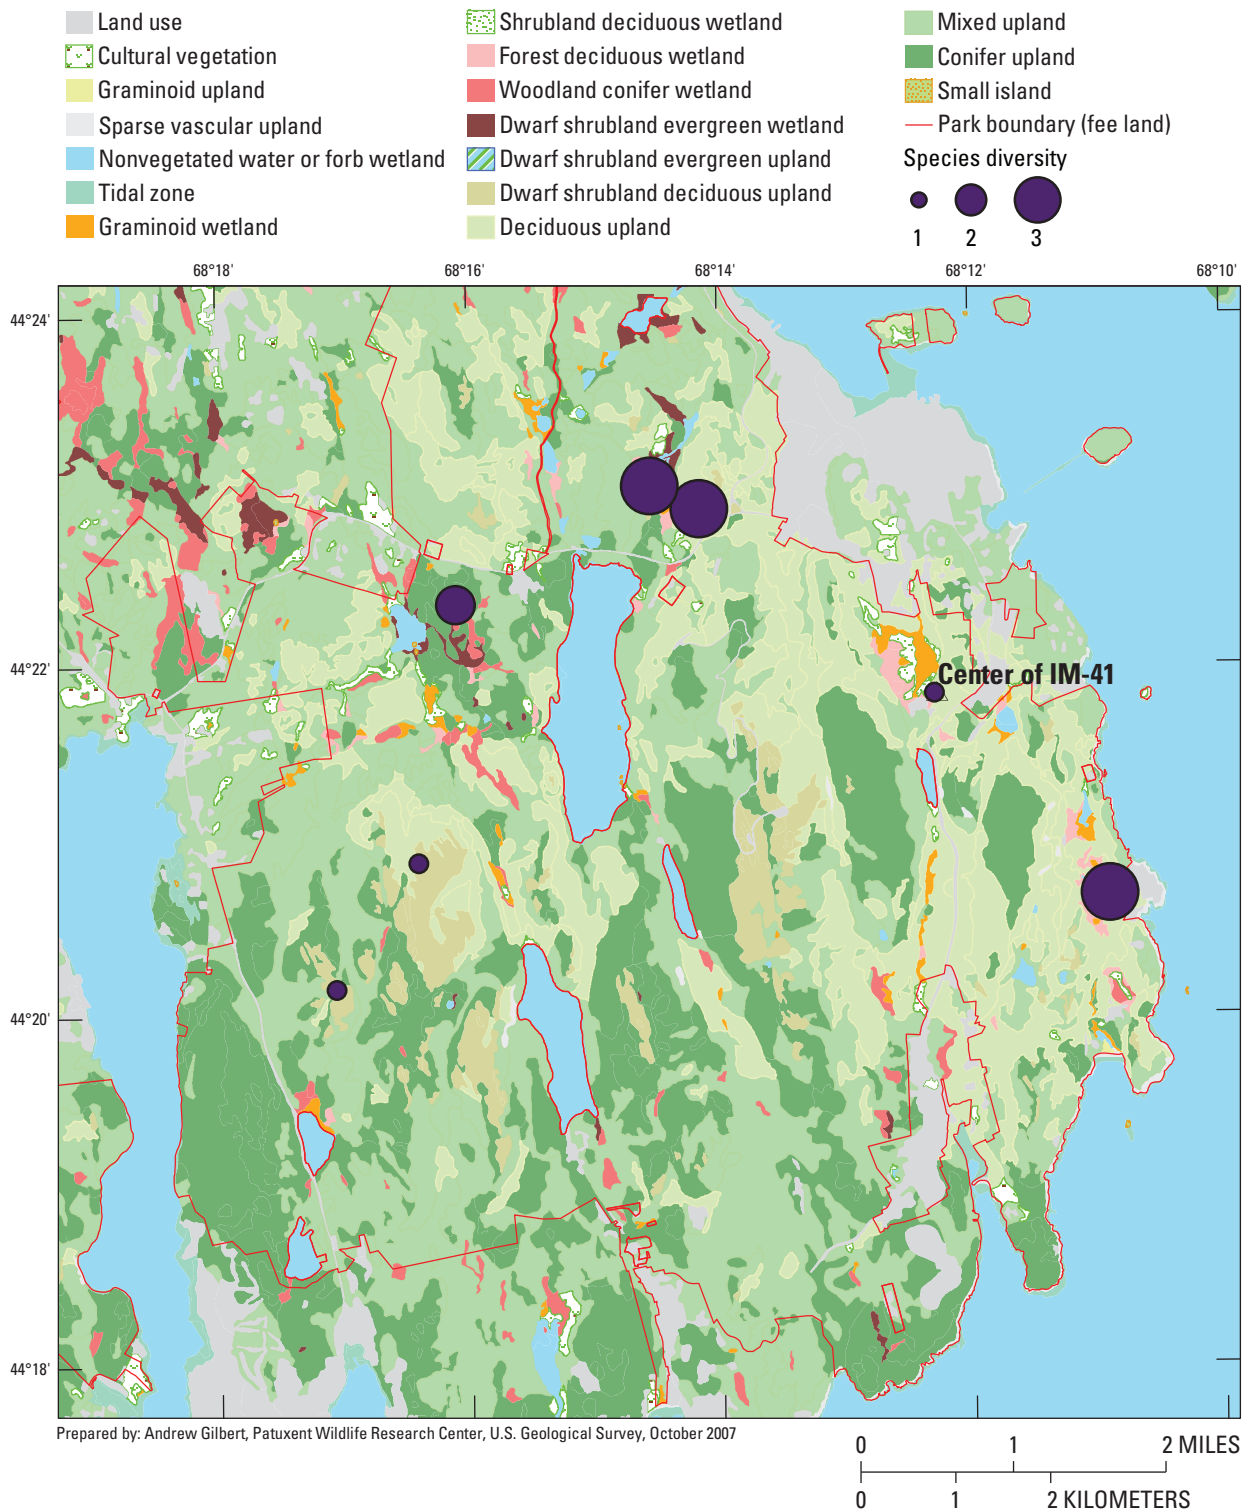 Land use
Cultural vegetation
Graminoid upland
Sparse vascular upland
Nonvegetated water or forb wetland
Tidal zone
Graminoid wetland
Shrubland deciduous wetland
Forest deciduous wetland
Woodland conifer wetland
Dwarf shrubland evergreen wetland
Dwarf shrubland evergreen upland
Dwarf shrubland deciduous upland
Deciduous upland
Mixed upland
Conifer upland
Small island
Park boundary (fee land)
Species diversity
1 2 3
68°18' 68°16' 68°14' 68°12' 68°10'
44°24'
44°22'
Center of IM-41
44°20'
44°18'
Prepared by: Andrew Gilbert, Patuxent Wildlife Research Center, U.S. Geological Survey, October 2007
0 1 2 MILES
0 1 2 KILOMETERS